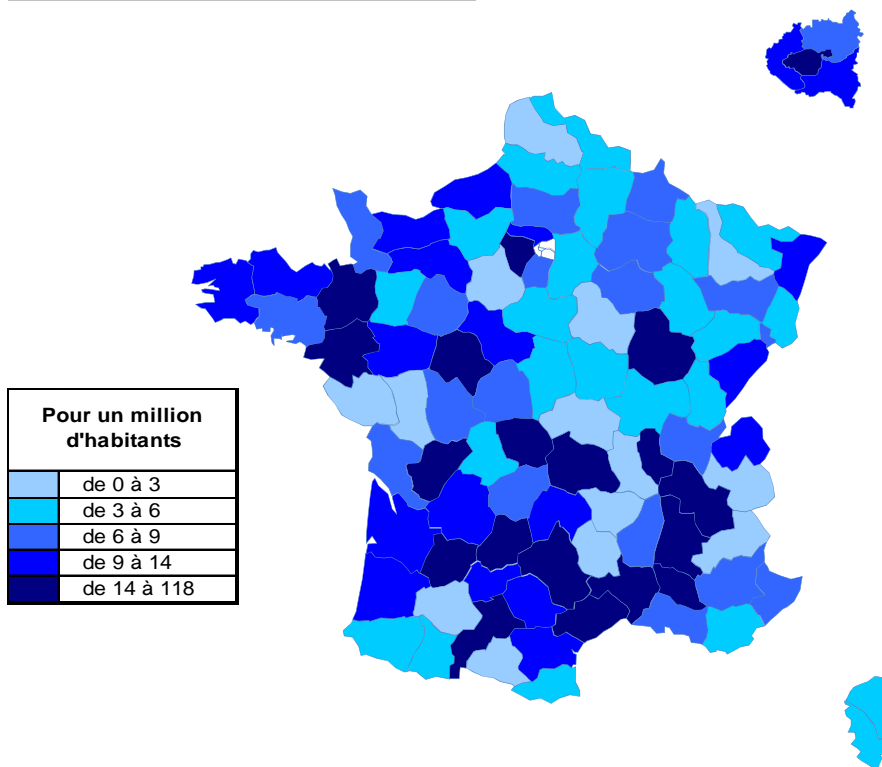 Pour un million
d'habitants
de 0 à 3
de 3 à 6
de 6 à 9
de 9 à 14
de 14 à 118